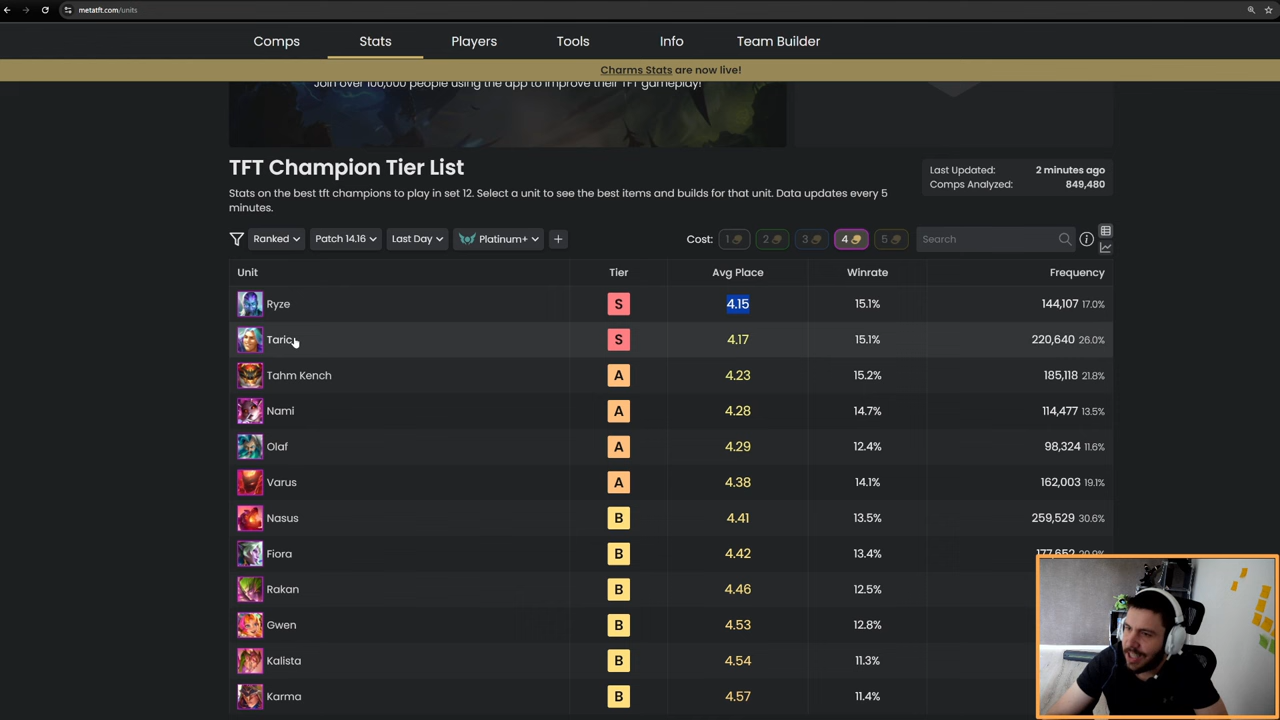 metatft.com/units
Comps Stats Players Tools Info Team Builder
Charms Stats are now live!
Join over 100,000 people using the app to improve their TFT gameplay!
TFT Champion Tier List
Stats on the best tft champions to play in set 12. Select a unit to see the best items and builds for that unit. Data updates every 5
minutes.
Last Updated: 2 minutes ago
Comps Analyzed: 849,480
Ranked Patch 14.16 Last Day Platinum+ + Cost: 1 2 3 4 5 Search
Unit Tier Avg Place Winrate Frequency
Ryze S 4.15 15.1% 144,107 17.0%
Taric S 4.17 15.1% 220,640 26.0%
Tahm Kench A 4.23 15.2% 185,118 21.8%
Nami A 4.28 14.7% 114,477 13.5%
Olaf A 4.29 12.4% 98,324 11.6%
Varus A 4.38 14.1% 162,003 19.1%
Nasus B 4.41 13.5% 259,529 30.6%
Fiora B 4.42 13.4% 177,652 20.9%
Rakan B 4.46 12.5%
Gwen B 4.53 12.8%
Kalista B 4.54 11.3%
Karma B 4.57 11.4%